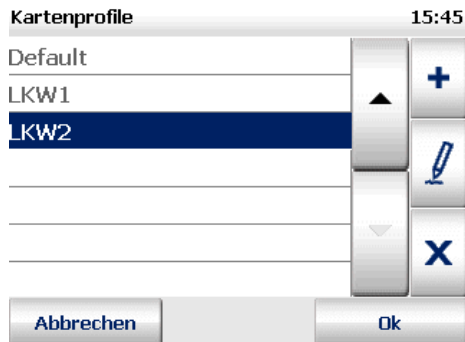 Kartenprofile 15:45
Default
LKW1
LKW2
Abbrechen Ok